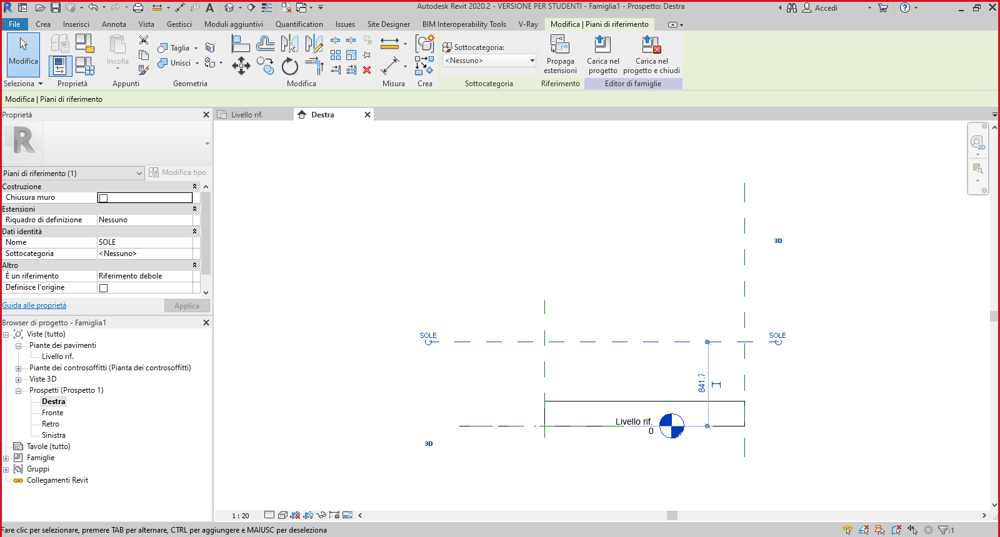 Autodesk Revit 2020.2 - VERSIONE PER STUDENTI - Famiglia1 - Prospetto: Destra
Accedi
File Crea Inserisci Annota Vista Gestisci Moduli aggiuntivi Quantification Issues Site Designer BIM Interoperability Tools V-Ray Modifica | Piani di riferimento
Modifica
Incolla
Taglia
Unisci
Sottocategoria:
<Nessuno>
Propaga estensioni
Carica nel progetto
Carica nel progetto e chiudi
Seleziona Proprietà Appunti Geometria Modifica Misura Crea Sottocategoria Riferimento Editor di famiglie
Modifica | Piani di riferimento
Proprietà
Livello rif.
Destra
R
2D
Piani di riferimento (1)
Modifica tipo
Costruzione
Chiusura muro
Estensioni
Riquadro di definizione Nessuno
Dati identità
Nome SOLE
Sottocategoria <Nessuno>
Altro
È un riferimento Riferimento debole
Definisce l'origine
Guida alle proprietà
Applica
Browser di progetto - Famiglia1
Viste (tutto)
Piante dei pavimenti
Livello rif.
Piante dei controsoffitti (Pianta dei controsoffitti)
Viste 3D
Prospetti (Prospetto 1)
Destra
Fronte
Retro
Sinistra
Tavole (tutto)
Famiglie
Gruppi
Collegamenti Revit
3D
SOLE
SOLE
841.7
Livello rif.
0
3D
1 : 20
Fare clic per selezionare, premere TAB per alternare, CTRL per aggiungere e MAIUSC per deseleziona
:1